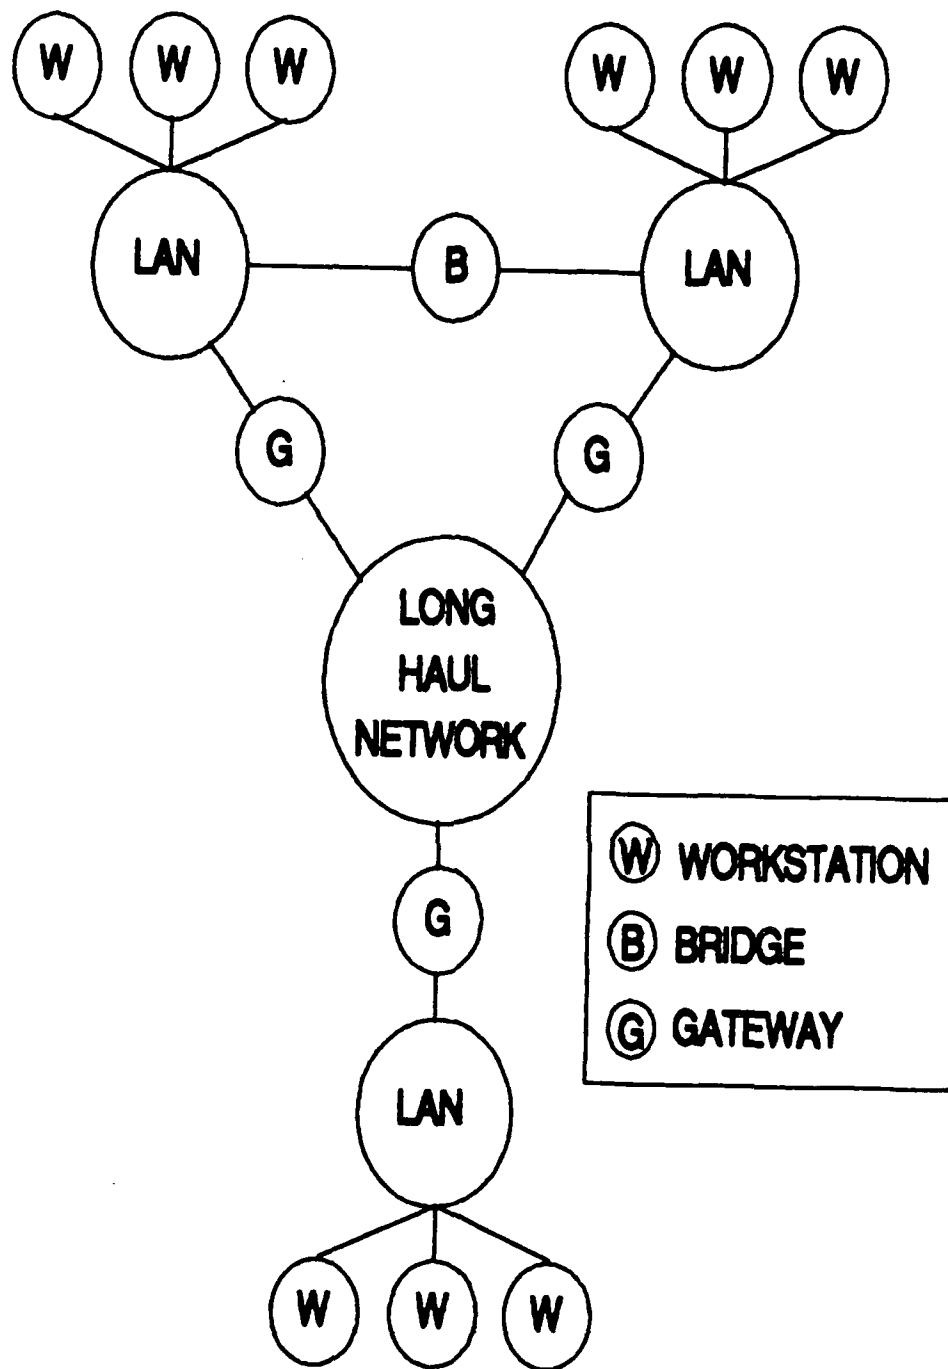 W W W W W W
LAN B LAN
G G
LONG
HAUL
NETWORK
W WORKSTATION
G
B BRIDGE
G GATEWAY
LAN
W W W